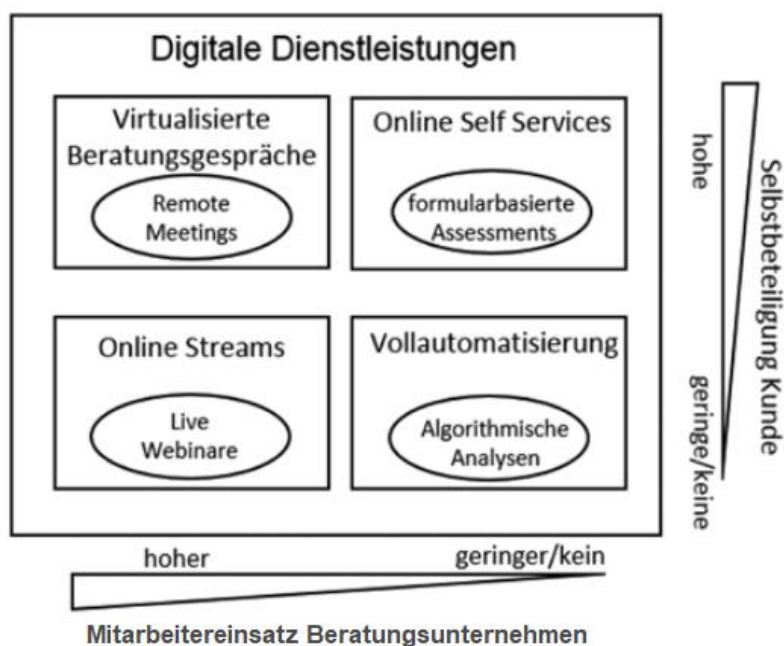 Digitale Dienstleistungen
Virtualisierte
Beratungsgespräche
Remote
Meetings
Online Self Services
formularbasierte
Assessments
Online Streams
Live
Webinare
Vollautomatisierung
Algorithmische
Analysen
hohe
geringe/keine
Selbstbeteiligung Kunde
hoher
geringer/kein
Mitarbeitereinsatz Beratungsunternehmen